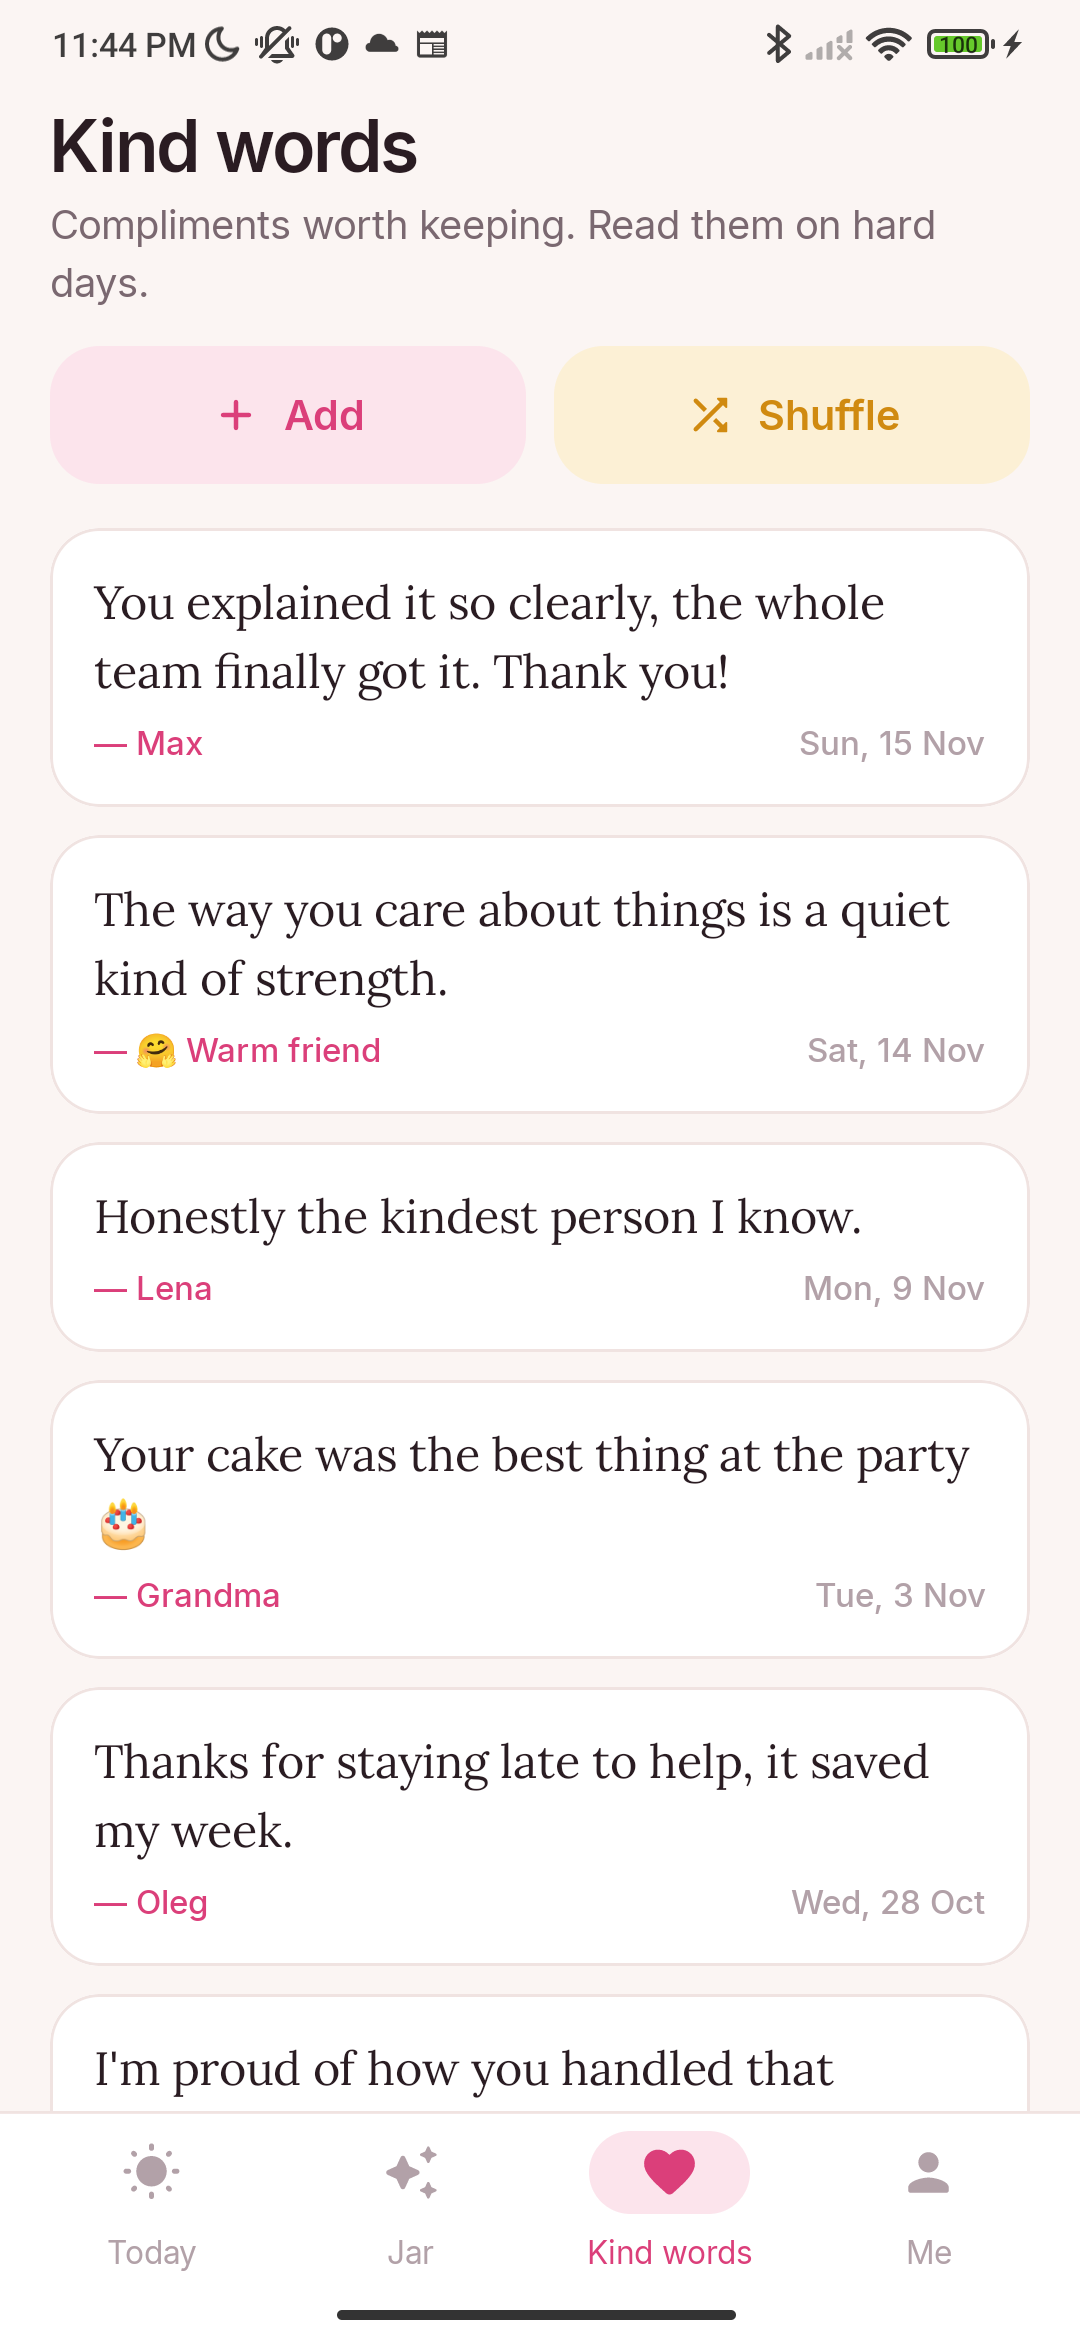 11:44 PM
100
Kind words
Compliments worth keeping. Read them on hard
days.
Add
Shuffle
You explained it so clearly, the whole
team finally got it. Thank you!
— Max
Sun, 15 Nov
The way you care about things is a quiet
kind of strength.
— 🤗 Warm friend
Sat, 14 Nov
Honestly the kindest person I know.
— Lena
Mon, 9 Nov
Your cake was the best thing at the party
🎂
— Grandma
Tue, 3 Nov
Thanks for staying late to help, it saved
my week.
— Oleg
Wed, 28 Oct
I'm proud of how you handled that
Today
Jar
Kind words
Me